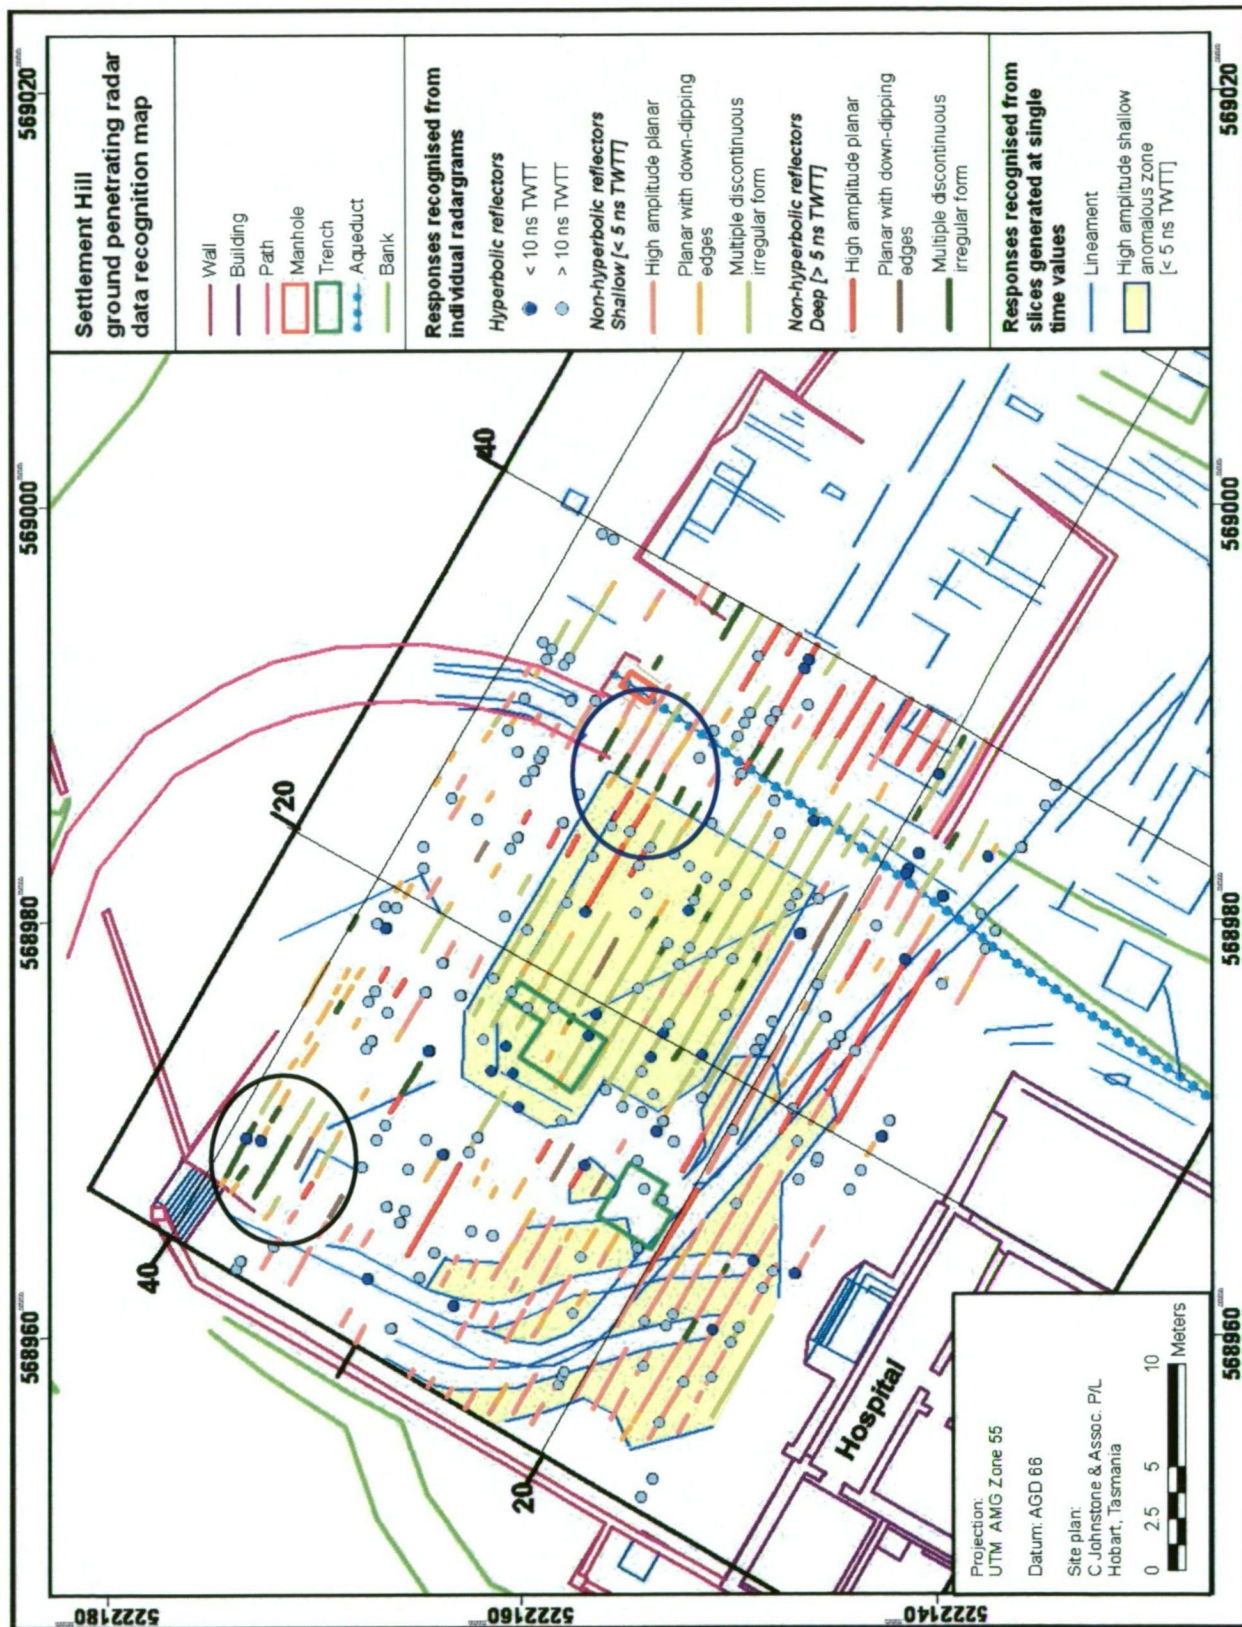 Settlement Hill
ground penetrating radar
data recognition map
Wall
Building
Path
Manhole
Trench
Aqueduct
Bank
Responses recognised from
individual radargrams
Hyperbolic reflectors
< 10 ns TWTT
> 10 ns TWTT
Non-hyperbolic reflectors
Shallow [< 5 ns TWTT]
High amplitude planar
Planar with down-dipping
edges
Multiple discontinuous
irregular form
Non-hyperbolic reflectors
Deep [> 5 ns TWTT]
High amplitude planar
Planar with down-dipping
edges
Multiple discontinuous
irregular form
Responses recognised from
slices generated at single
time values
Lineament
High amplitude shallow
anomalous zone
[< 5 ns TWTT]
569020
569000
568980
568960
569020
569000
568980
568960
5222180
5222160
5222140
40
20
40
20
Hospital
Projection:
UTM AMG Zone 55
Datum: AGD 66
Site plan:
C Johnstone & Assoc. P/L
Hobart, Tasmania
0 2.5 5 10
Meters